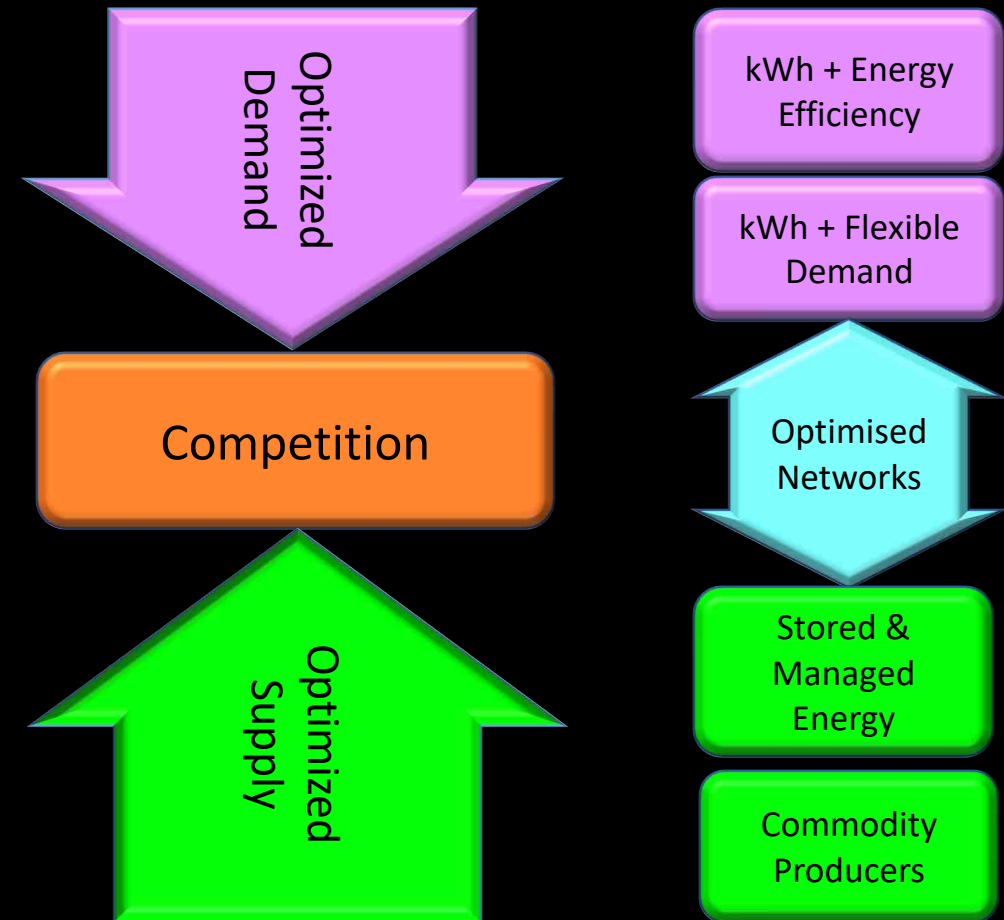 Optimized
Demand
Competition
Optimized
Supply
kWh + Energy
Efficiency
kWh + Flexible
Demand
Optimised
Networks
Stored &
Managed
Energy
Commodity
Producers